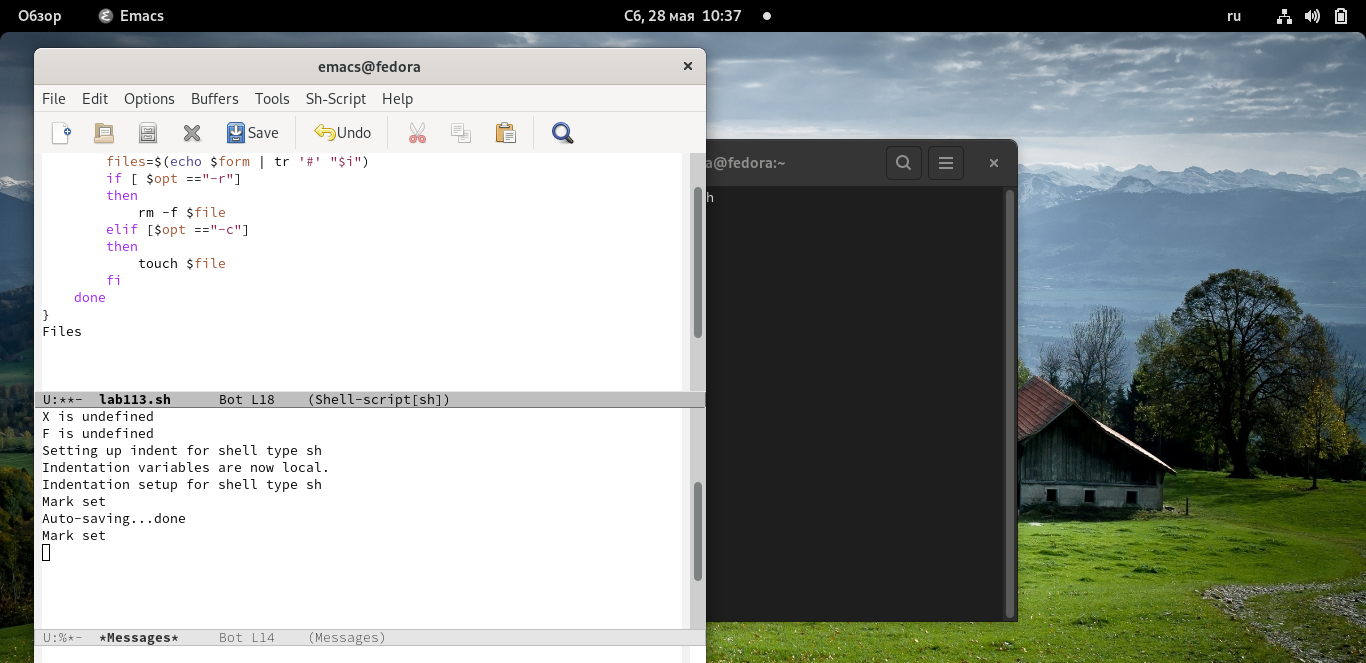 Обзор Emacs Сб, 28 мая 10:37 ru
emacs@fedora
File Edit Options Buffers Tools Sh-Script Help
Save Undo
files=$(echo $form | tr '#' "$i")
if [ $opt =="-r"]
then
rm -f $file
elif [$opt =="-c"]
then
touch $file
fi
done
}
Files
U:**- lab113.sh Bot L18 (Shell-script[sh])
X is undefined
F is undefined
Setting up indent for shell type sh
Indentation variables are now local.
Indentation setup for shell type sh
Mark set
Auto-saving...done
Mark set
U:%*- *Messages* Bot L14 (Messages)
a@fedora:~
h